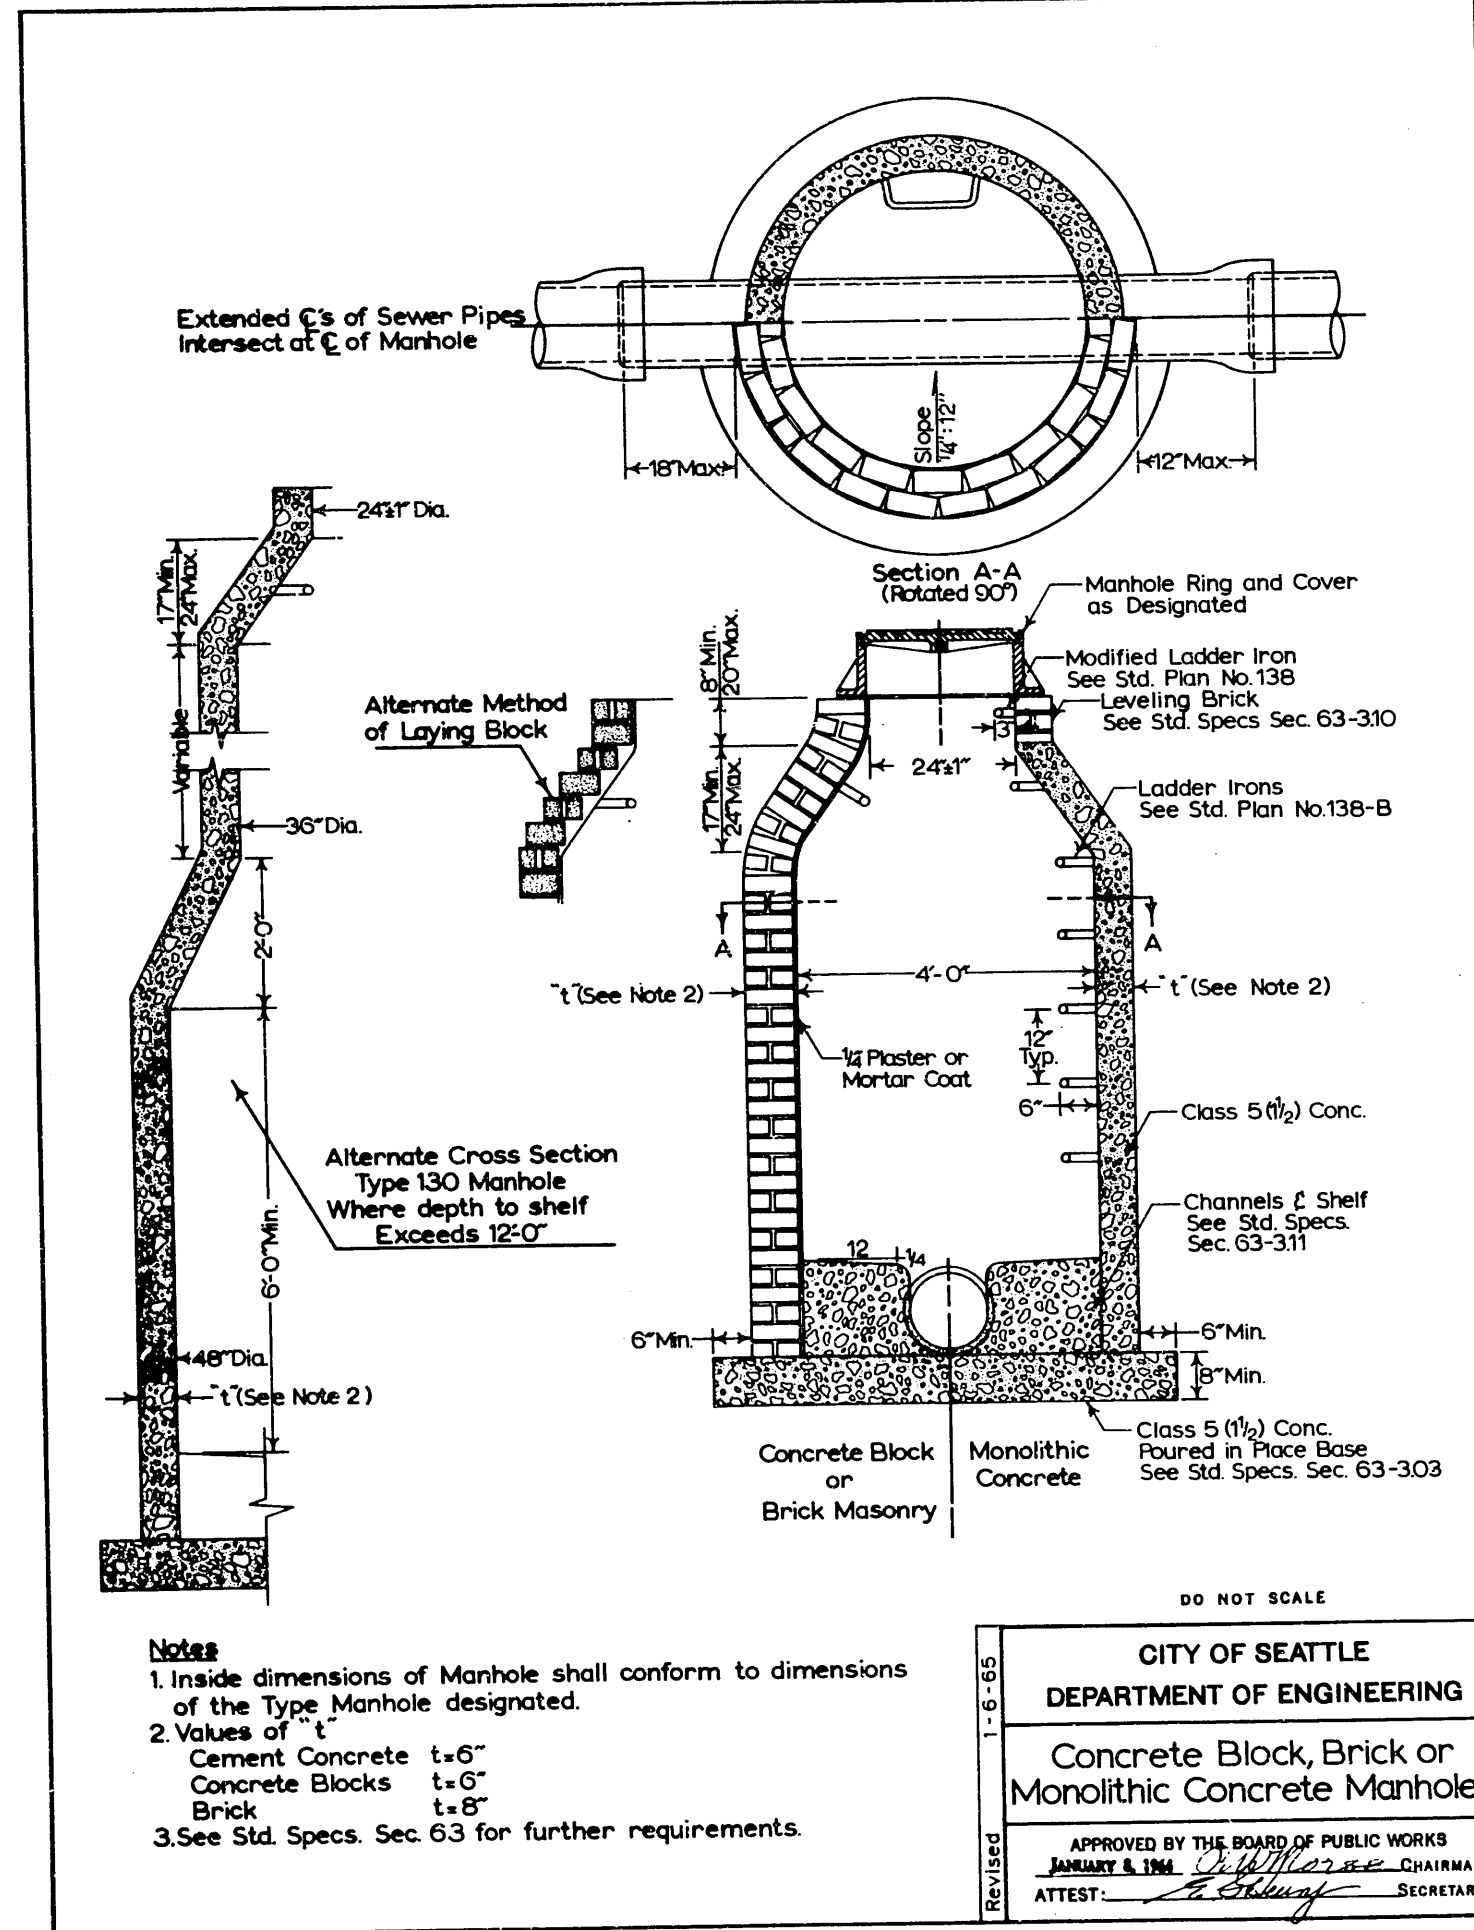 Extended ℄'s of Sewer Pipes
Intersect at ℄ of Manhole
Slope
1/4":12"
18" Max.
12" Max.
Section A-A
(Rotated 90°)
24"±1" Dia.
17" Min.
24" Max.
Variable
36" Dia.
2'-0"
6'-0" Min.
48" Dia.
"t" (See Note 2)
Alternate Method
of Laying Block
Alternate Cross Section
Type 130 Manhole
Where depth to shelf
Exceeds 12'-0"
Manhole Ring and Cover
as Designated
Modified Ladder Iron
See Std. Plan No. 138
Leveling Brick
See Std. Specs Sec. 63-3.10
8" Min.
20" Max.
3"
24"±1"
17" Min.
24" Max.
Ladder Irons
See Std. Plan No. 138-B
A
A
4'-0"
"t" (See Note 2)
"t" (See Note 2)
1/4" Plaster or
Mortar Coat
12"
Typ.
6"
Class 5 (1 1/2) Conc.
Channels & Shelf
See Std. Specs.
Sec. 63-3.11
12
1/4
6" Min.
6" Min.
8" Min.
Class 5 (1 1/2) Conc.
Poured in Place Base
See Std. Specs. Sec. 63-3.03
Concrete Block
or
Brick Masonry
Monolithic
Concrete
DO NOT SCALE
Notes
1. Inside dimensions of Manhole shall conform to dimensions
of the Type Manhole designated.
2. Values of "t"
Cement Concrete t=6"
Concrete Blocks t=6"
Brick t=8"
3. See Std. Specs. Sec. 63 for further requirements.
Revised 1-6-65
CITY OF SEATTLE
DEPARTMENT OF ENGINEERING
Concrete Block, Brick or
Monolithic Concrete Manhole
APPROVED BY THE BOARD OF PUBLIC WORKS
JANUARY 8, 1964 CHAIRMA
ATTEST: SECRETAR